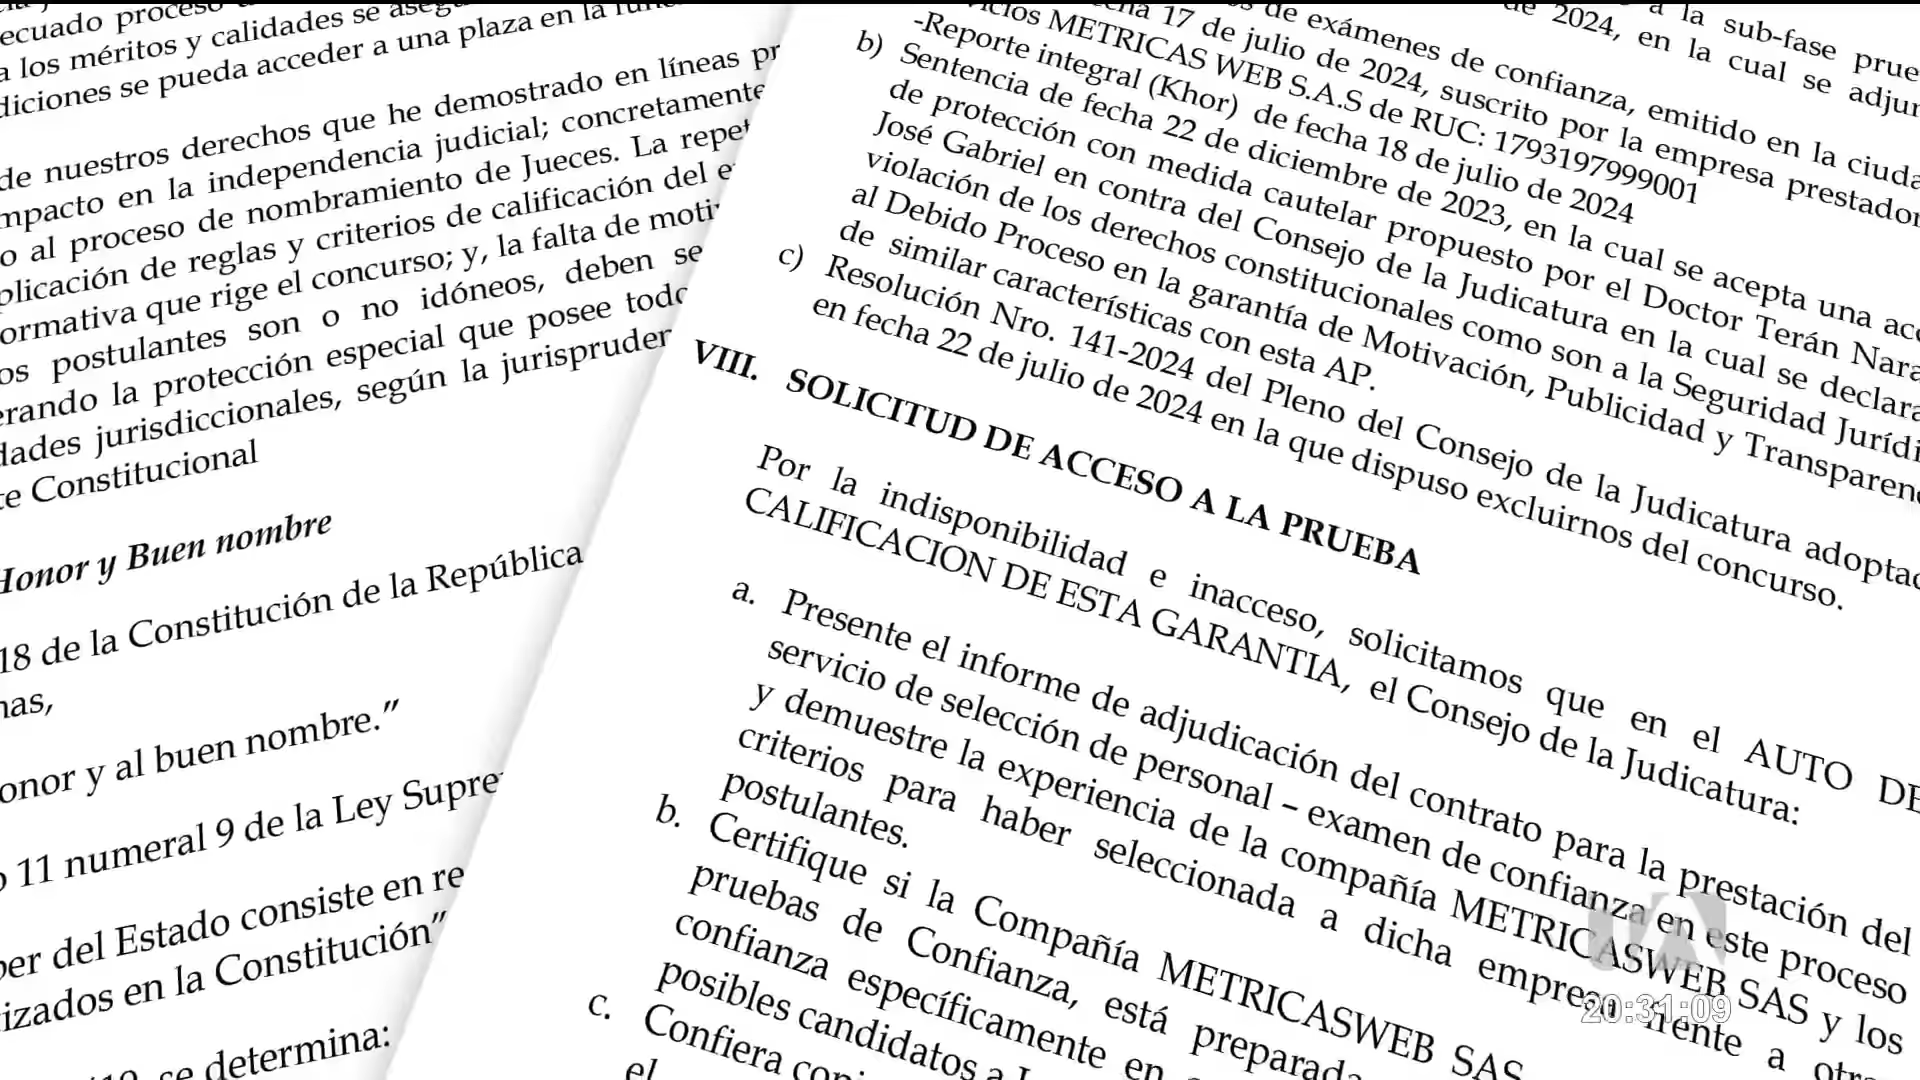 ecuado proceso
a los méritos y calidades se
diciones se pueda acceder a una plaza en la
de nuestros derechos que he demostrado en líneas
mpacto en la independencia judicial; concretamente
o al proceso de nombramiento de Jueces. La
plicación de reglas y criterios de calificación del
ormativa que rige el concurso; y, la falta de
os postulantes son o no idóneos, deben se
erando la protección especial que posee todo
dades jurisdiccionales, según la
te Constitucional
Honor y Buen nombre
18 de la Constitución de la República
nas,
onor y al buen nombre.”
o 11 numeral 9 de la Ley
ber del Estado consiste en re
izados en la Constitución”
se determina:
a la sub-fase
de 2024, en la cual se
de exámenes de confianza, emitido en la
17 de julio de 2024, suscrito por la empresa
METRICAS WEB S.A.S de RUC: 1793197999001
-Reporte integral (Khor) de fecha 18 de julio de 2024
b) Sentencia de fecha 22 de diciembre de 2023, en la cual se acepta una
de protección con medida cautelar propuesto por el Doctor Terán
José Gabriel en contra del Consejo de la Judicatura en la cual se
violación de los derechos constitucionales como son a la Seguridad
al Debido Proceso en la garantía de Motivación, Publicidad y
de similar características con esta AP.
c) Resolución Nro. 141-2024 del Pleno del Consejo de la Judicatura
en fecha 22 de julio de 2024 en la que dispuso excluirnos del concurso.
VIII. SOLICITUD DE ACCESO A LA PRUEBA
Por la indisponibilidad e inacceso, solicitamos que en el AUTO DE
CALIFICACION DE ESTA GARANTIA, el Consejo de la Judicatura:
a. Presente el informe de adjudicación del contrato para la prestación del
servicio de selección de personal – examen de confianza en este proceso
y demuestre la experiencia de la compañía METRICASWEB SAS y los
criterios para haber seleccionada a dicha empresa frente a
postulantes.
b. Certifique si la Compañía METRICASWEB SAS
pruebas de Confianza, está preparada
confianza específicamente en
posibles candidatos a
c. Confiera
el
20:31:09